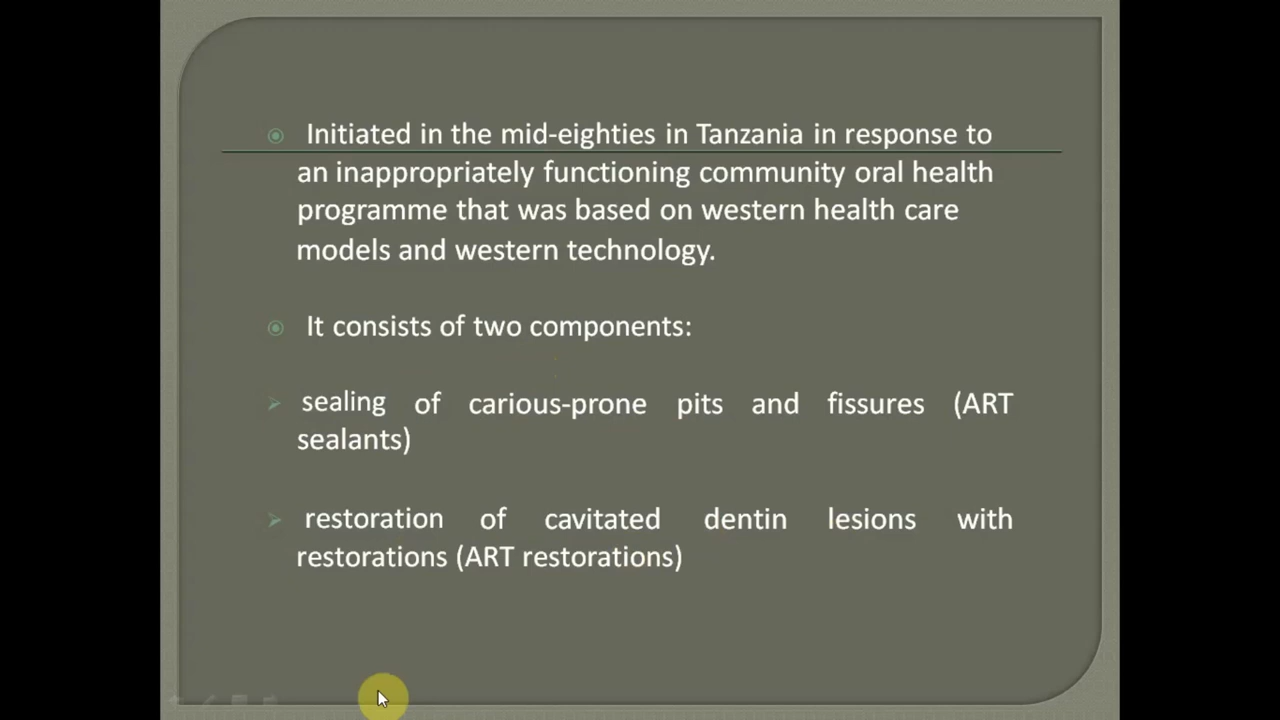 Initiated in the mid-eighties in Tanzania in response to
an inappropriately functioning community oral health
programme that was based on western health care
models and western technology.
It consists of two components:
sealing of carious-prone pits and fissures (ART
sealants)
restoration of cavitated dentin lesions with
restorations (ART restorations)